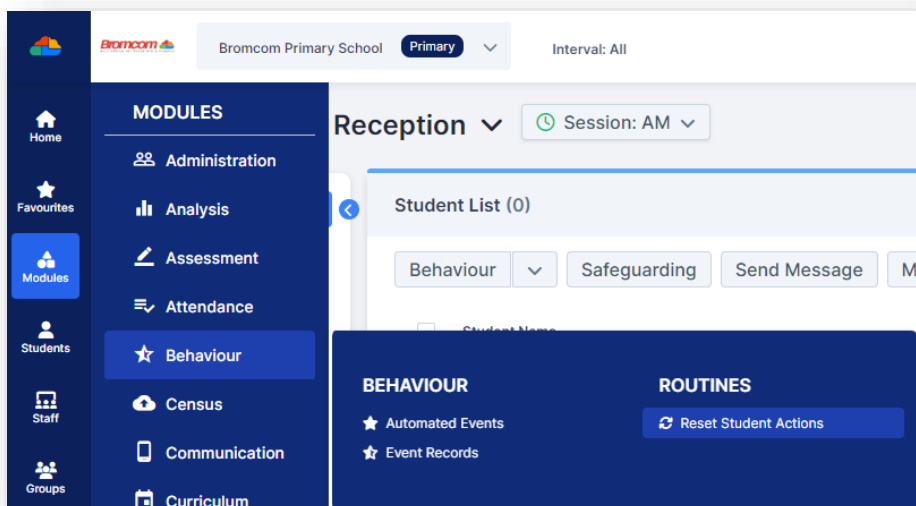 Bromcom
Bromcom Primary School Primary
Interval: All
Home
Favourites
Modules
Students
Staff
Groups
MODULES
Administration
Analysis
Assessment
Attendance
Behaviour
Census
Communication
Curriculum
Reception
Session: AM
Student List (0)
Behaviour
Safeguarding
Send Message
M
Student Name
BEHAVIOUR
Automated Events
Event Records
ROUTINES
Reset Student Actions